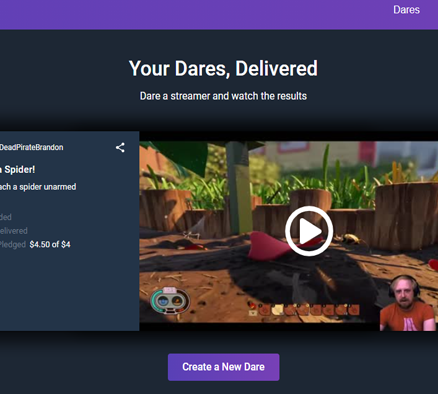 Dares
Your Dares, Delivered
Dare a streamer and watch the results
DeadPirateBrandon
a Spider!
ach a spider unarmed
ded
elivered
Pledged $4.50 of $4
Create a New Dare